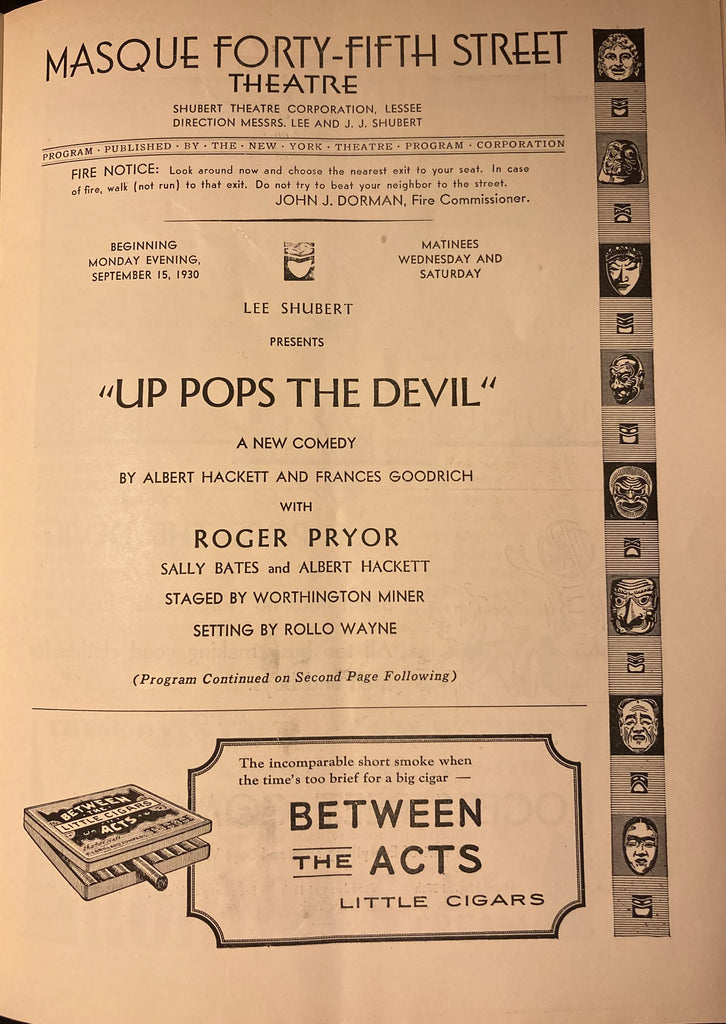 MASQUE FORTY-FIFTH STREET
THEATRE
SHUBERT THEATRE CORPORATION, LESSEE
DIRECTION MESSRS. LEE AND J. J. SHUBERT
PROGRAM · PUBLISHED · BY · THE · NEW · YORK · THEATRE · PROGRAM · CORPORATION
FIRE NOTICE: Look around now and choose the nearest exit to your seat. In case
of fire, walk (not run) to that exit. Do not try to beat your neighbor to the street.
JOHN J. DORMAN, Fire Commissioner.
BEGINNING
MONDAY EVENING,
SEPTEMBER 15, 1930
MATINEES
WEDNESDAY AND
SATURDAY
LEE SHUBERT
PRESENTS
"UP POPS THE DEVIL"
A NEW COMEDY
BY ALBERT HACKETT AND FRANCES GOODRICH
WITH
ROGER PRYOR
SALLY BATES and ALBERT HACKETT
STAGED BY WORTHINGTON MINER
SETTING BY ROLLO WAYNE
(Program Continued on Second Page Following)
The incomparable short smoke when
the time's too brief for a big cigar —
BETWEEN
THE ACTS
LITTLE CIGARS
BETWEEN
LITTLE CIGARS
ACTS